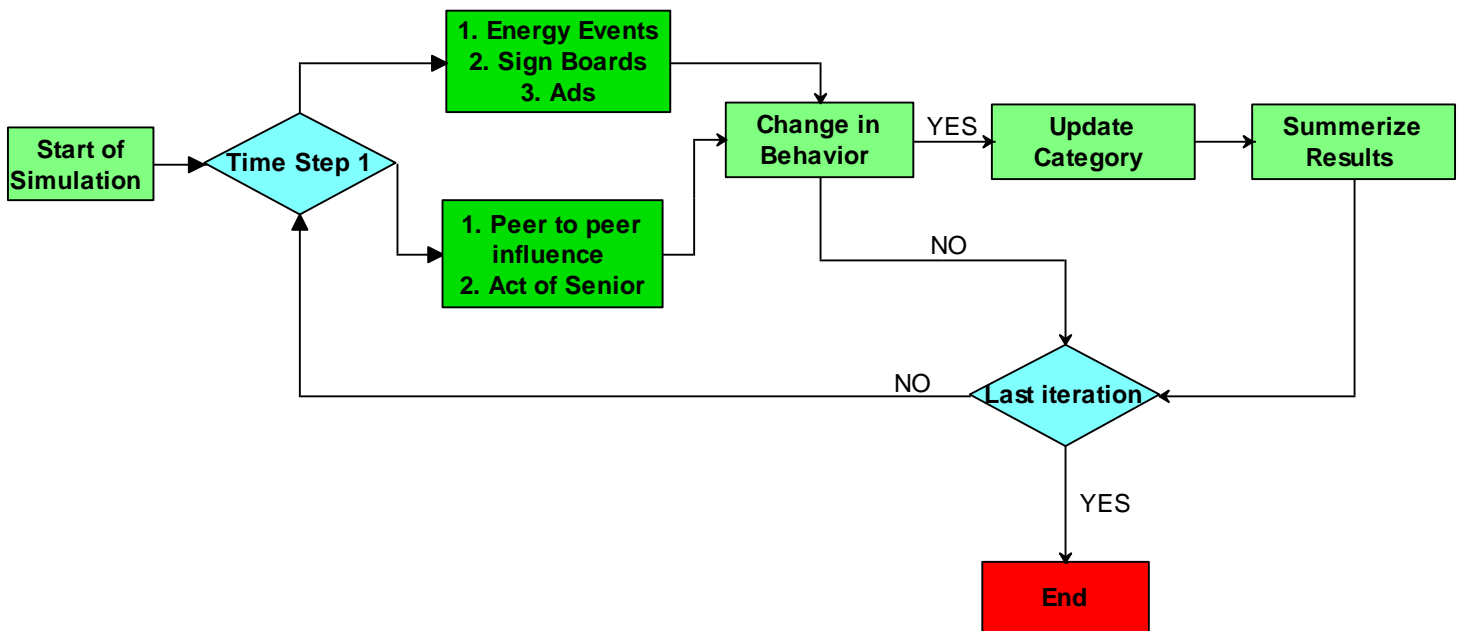 Start of
Simulation
Time Step 1
1. Energy Events
2. Sign Boards
3. Ads
1. Peer to peer
influence
2. Act of Senior
Change in
Behavior
YES
Update
Category
Summerize
Results
NO
Last iteration
NO
YES
End